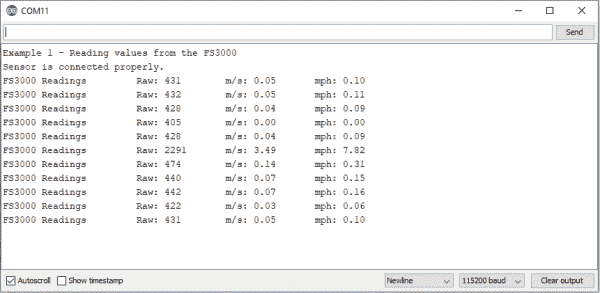 COM11
Send
Example 1 - Reading values from the FS3000
Sensor is connected properly.
FS3000 Readings Raw: 431 m/s: 0.05 mph: 0.10
FS3000 Readings Raw: 432 m/s: 0.05 mph: 0.11
FS3000 Readings Raw: 428 m/s: 0.04 mph: 0.09
FS3000 Readings Raw: 405 m/s: 0.00 mph: 0.00
FS3000 Readings Raw: 428 m/s: 0.04 mph: 0.09
FS3000 Readings Raw: 2291 m/s: 3.49 mph: 7.82
FS3000 Readings Raw: 474 m/s: 0.14 mph: 0.31
FS3000 Readings Raw: 440 m/s: 0.07 mph: 0.15
FS3000 Readings Raw: 442 m/s: 0.07 mph: 0.16
FS3000 Readings Raw: 422 m/s: 0.03 mph: 0.06
FS3000 Readings Raw: 431 m/s: 0.05 mph: 0.10
Autoscroll Show timestamp Newline 115200 baud Clear output